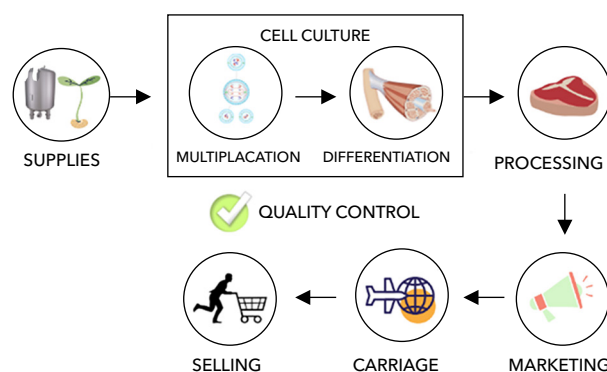 CELL CULTURE
SUPPLIES
MULTIPLACATION
DIFFERENTIATION
PROCESSING
QUALITY CONTROL
SELLING
CARRIAGE
MARKETING